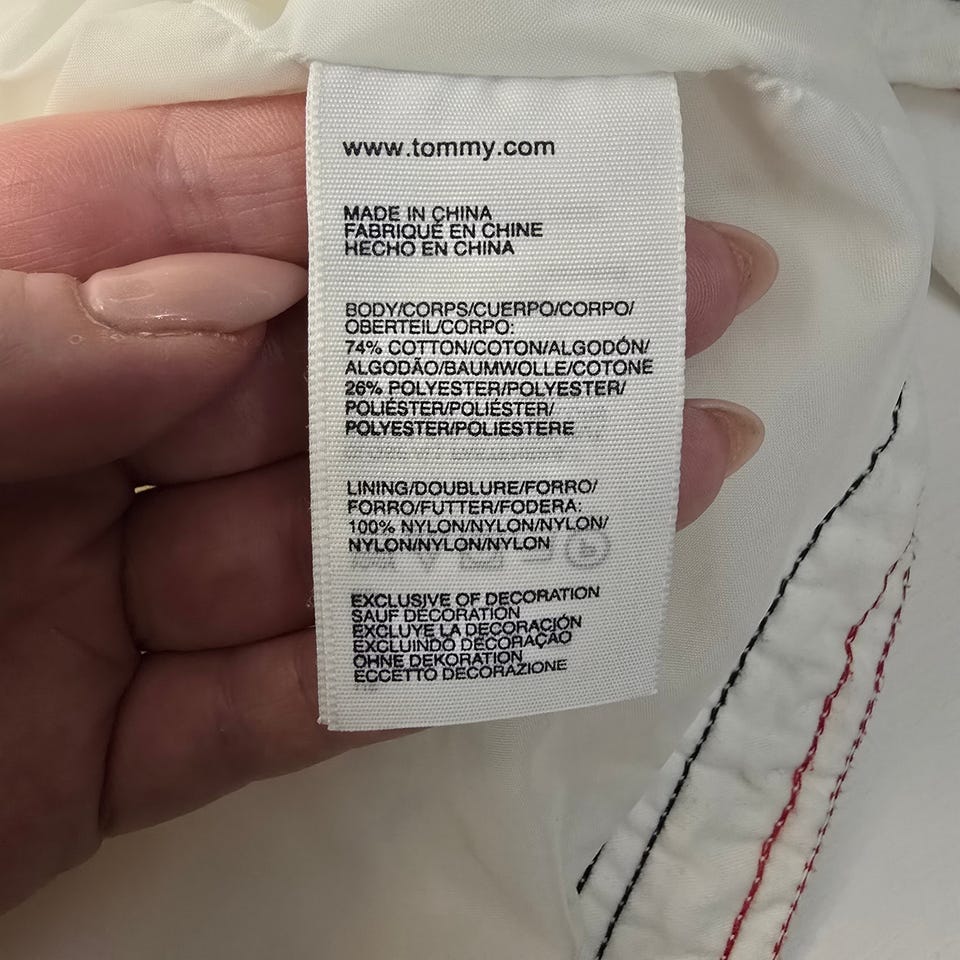 www.tommy.com
MADE IN CHINA
FABRIQUÉ EN CHINE
HECHO EN CHINA
BODY/CORPS/CUERPO/CORPO/
OBERTEIL/CORPO:
74% COTTON/COTON/ALGODÓN/
ALGODÃO/BAUMWOLLE/COTONE
26% POLYESTER/POLYESTER/
POLIÉSTER/POLIÉSTER/
POLYESTER/POLIESTERE
LINING/DOUBLURE/FORRO/
FORRO/FUTTER/FODERA:
100% NYLON/NYLON/NYLON/
NYLON/NYLON/NYLON
EXCLUSIVE OF DECORATION
SAUF DÉCORATION
EXCLUYE LA DECORACIÓN
EXCLUINDO DECORAÇÃO
OHNE DEKORATION
ECCETTO DECORAZIONE